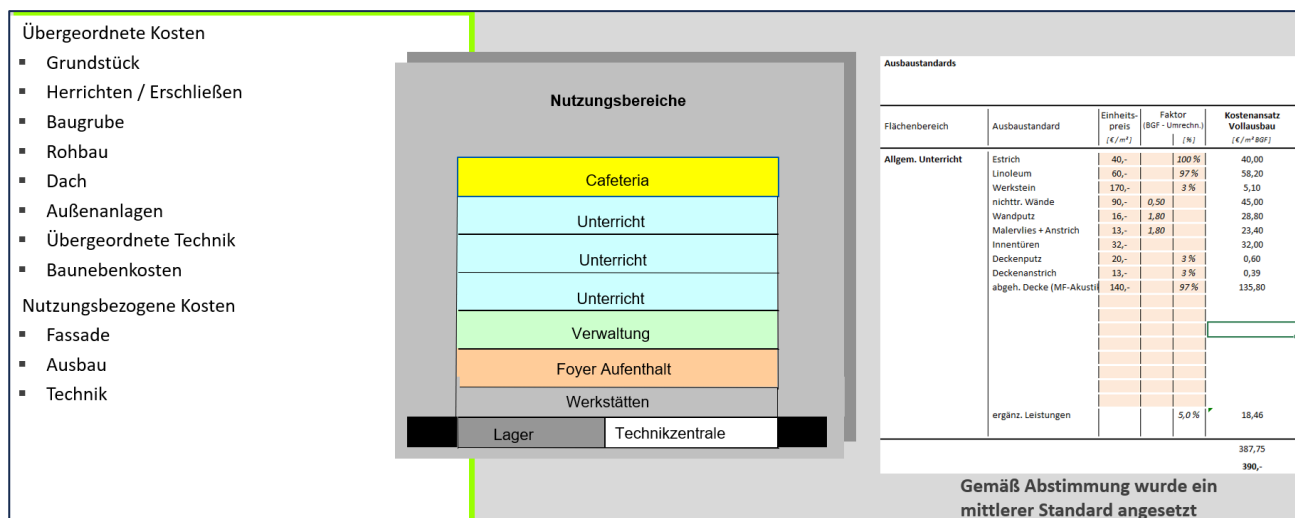 Übergeordnete Kosten
▪ Grundstück
▪ Herrichten / Erschließen
▪ Baugrube
▪ Rohbau
▪ Dach
▪ Außenanlagen
▪ Übergeordnete Technik
▪ Baunebenkosten
Nutzungsbezogene Kosten
▪ Fassade
▪ Ausbau
▪ Technik
Nutzungsbereiche
Cafeteria
Unterricht
Unterricht
Unterricht
Verwaltung
Foyer Aufenthalt
Werkstätten
Lager Technikzentrale
Ausbaustandards
Flächenbereich Ausbaustandard Einheits- Faktor Kostenansatz
preis (BGF - Umrechn.) Vollausbau
[€/m²] [%] [€/m² BGF]
Allgem. Unterricht Estrich 40,- 100 % 40,00
Linoleum 60,- 97 % 58,20
Werkstein 170,- 3 % 5,10
nichttr. Wände 90,- 0,50 45,00
Wandputz 16,- 1,80 28,80
Malervlies + Anstrich 13,- 1,80 23,40
Innentüren 32,- 32,00
Deckenputz 20,- 3 % 0,60
Deckenanstrich 13,- 3 % 0,39
abgeh. Decke (MF-Akusti 140,- 97 % 135,80
ergänz. Leistungen 5,0 % 18,46
387,75
390,-
Gemäß Abstimmung wurde ein
mittlerer Standard angesetzt